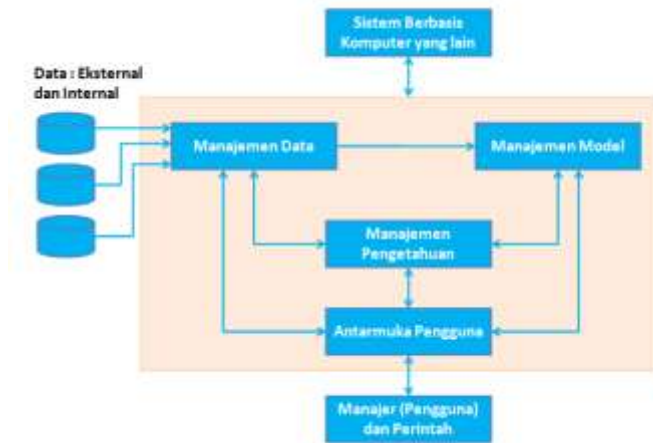 Sistem Berbasis
Komputer yang lain
Data : Eksternal
dan Internal
Manajemen Data
Manajemen Model
Manajemen
Pengetahuan
Antarmuka Pengguna
Manajer (Pengguna)
dan Perintah